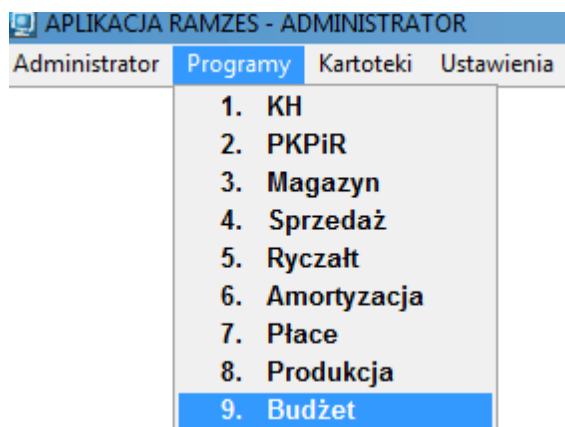 APLIKACJA RAMZES - ADMINISTRATOR
Administrator Programy Kartoteki Ustawienia
1. KH
2. PKPiR
3. Magazyn
4. Sprzedaż
5. Ryczałt
6. Amortyzacja
7. Płace
8. Produkcja
9. Budżet